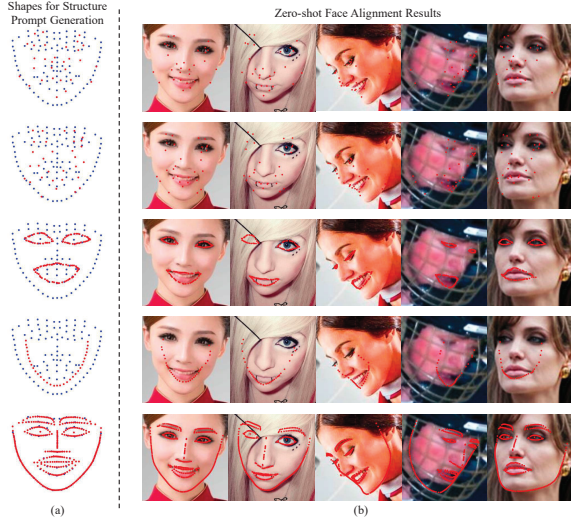 Shapes for Structure
Prompt Generation
Zero-shot Face Alignment Results
(a)
(b)